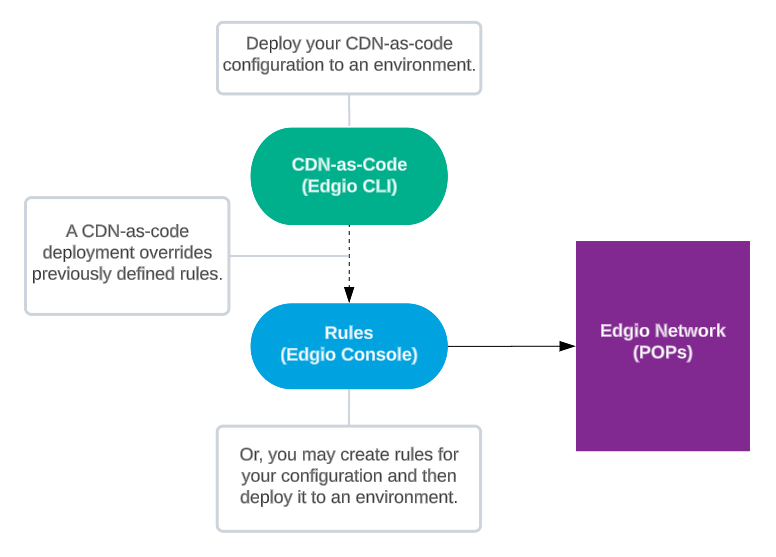 Deploy your CDN-as-code
configuration to an environment.
CDN-as-Code
(Edgio CLI)
A CDN-as-code
deployment overrides
previously defined rules.
Rules
(Edgio Console)
Edgio Network
(POPs)
Or, you may create rules for
your configuration and then
deploy it to an environment.